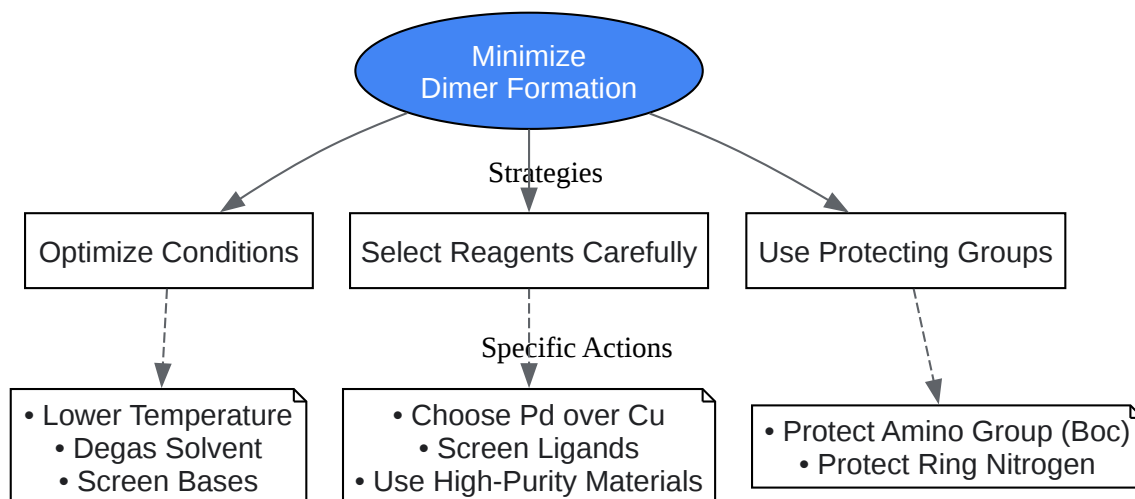 Minimize
Dimer Formation
Strategies
Optimize Conditions
Select Reagents Carefully
Use Protecting Groups
Specific Actions
• Lower Temperature
• Degas Solvent
• Screen Bases
• Choose Pd over Cu
• Screen Ligands
• Use High-Purity Materials
• Protect Amino Group (Boc)
• Protect Ring Nitrogen